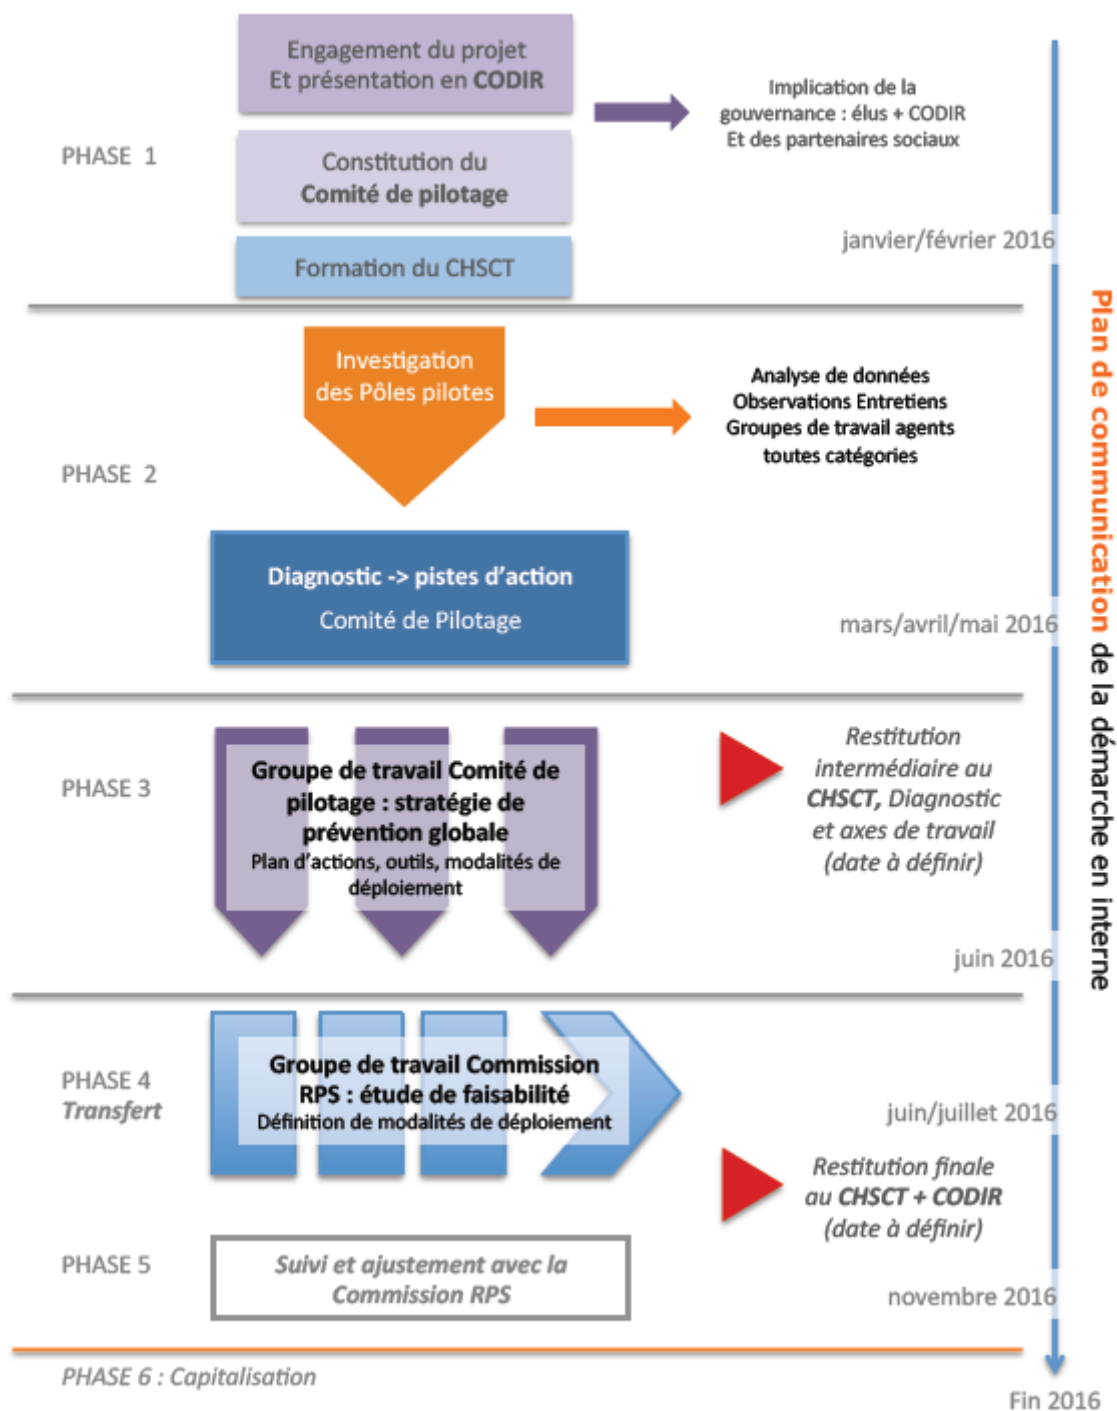 Engagement du projet
Et présentation en CODIR
Implication de la
gouvernance : élus + CODIR
Et des partenaires sociaux
PHASE 1
Constitution du
Comité de pilotage
janvier/février 2016
Formation du CHSCT
Investigation
des Pôles pilotes
Analyse de données
Observations Entretiens
Groupes de travail agents
toutes catégories
PHASE 2
Diagnostic -> pistes d'action
Comité de Pilotage
mars/avril/mai 2016
PHASE 3
Groupe de travail Comité de
pilotage : stratégie de
prévention globale
Plan d'actions, outils, modalités de
déploiement
Restitution
intermédiaire au
CHSCT, Diagnostic
et axes de travail
(date à définir)
juin 2016
PHASE 4
Transfert
Groupe de travail Commission
RPS : étude de faisabilité
Définition de modalités de déploiement
juin/juillet 2016
Restitution finale
au CHSCT + CODIR
(date à définir)
PHASE 5
Suivi et ajustement avec la
Commission RPS
novembre 2016
PHASE 6 : Capitalisation
Fin 2016
Plan de communication de la démarche en interne